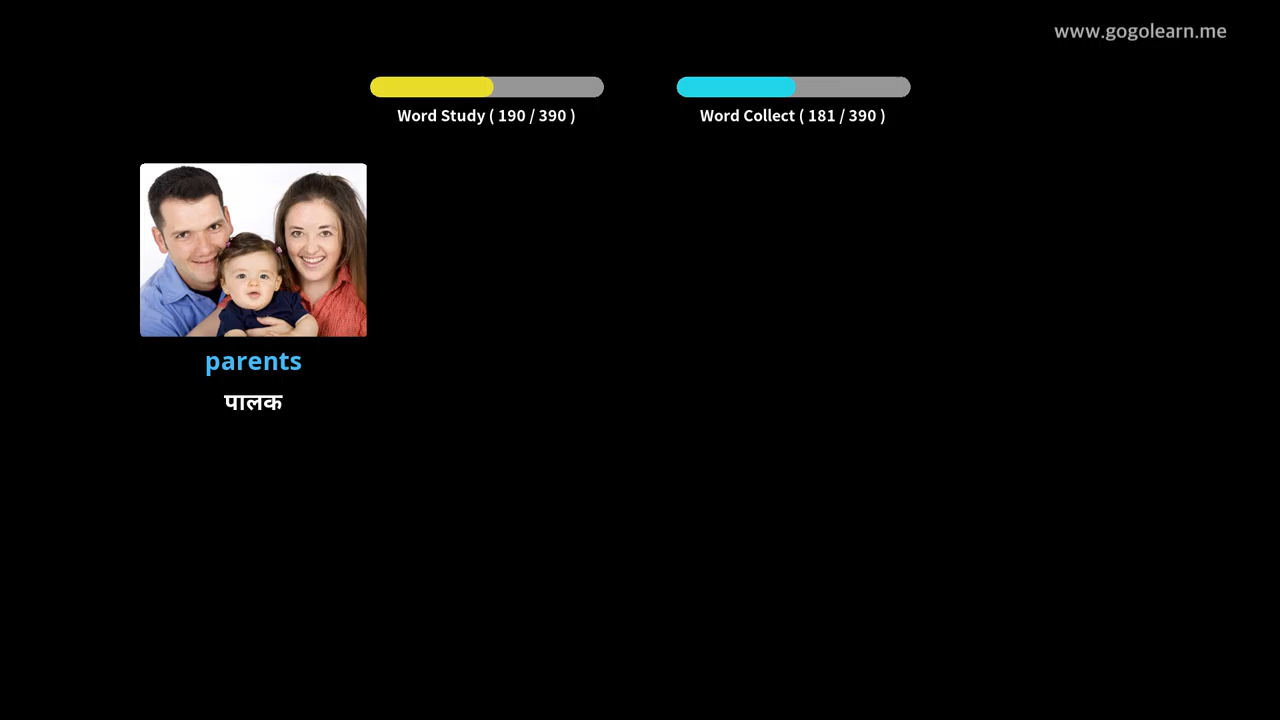 www.gogolearn.me
Word Study ( 190 / 390 )
Word Collect ( 181 / 390 )
parents
पालक